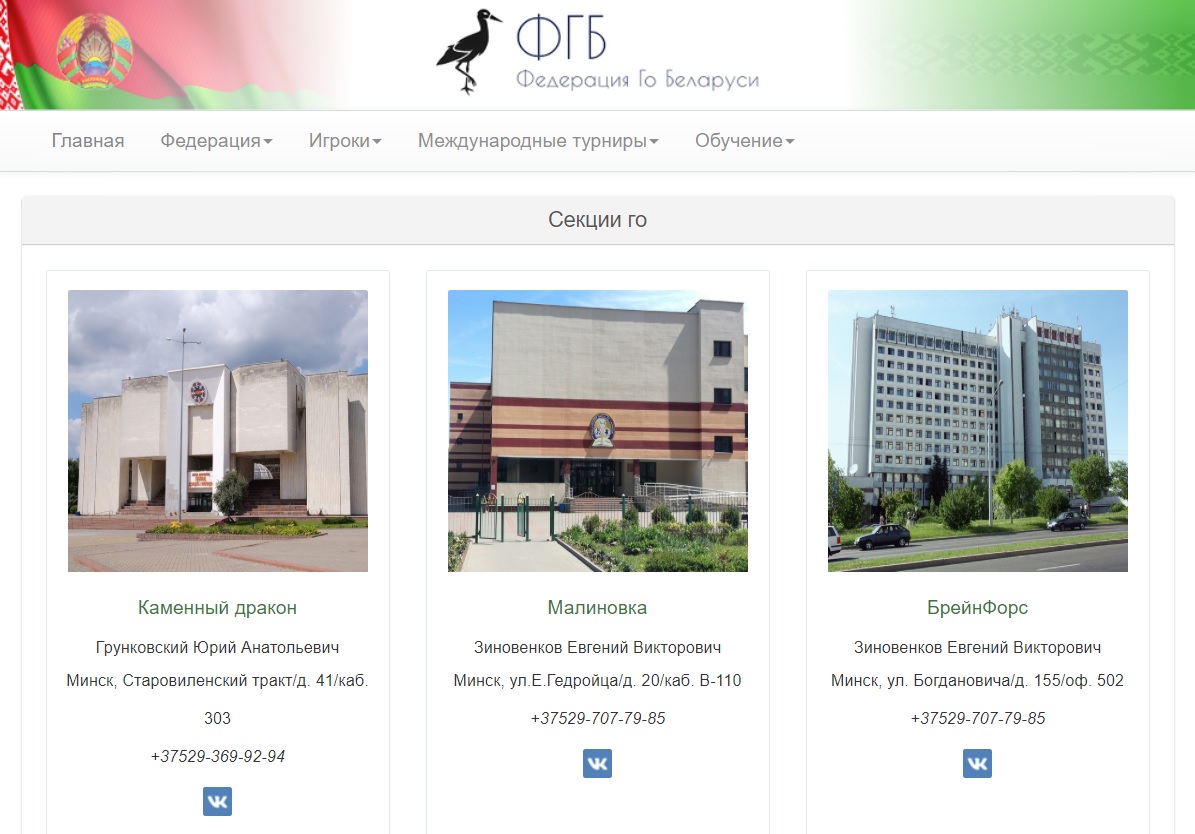 ФГБ
Федерация Го Беларуси
Главная
Федерация
Игроки
Международные турниры
Обучение
Секции го
Каменный дракон
Грунковский Юрий Анатольевич
Минск, Старовиленский тракт/д. 41/каб.
303
+37529-369-92-94
Малиновка
Зиновенков Евгений Викторович
Минск, ул.Е.Гедройца/д. 20/каб. В-110
+37529-707-79-85
БрейнФорс
Зиновенков Евгений Викторович
Минск, ул. Богдановича/д. 155/оф. 502
+37529-707-79-85